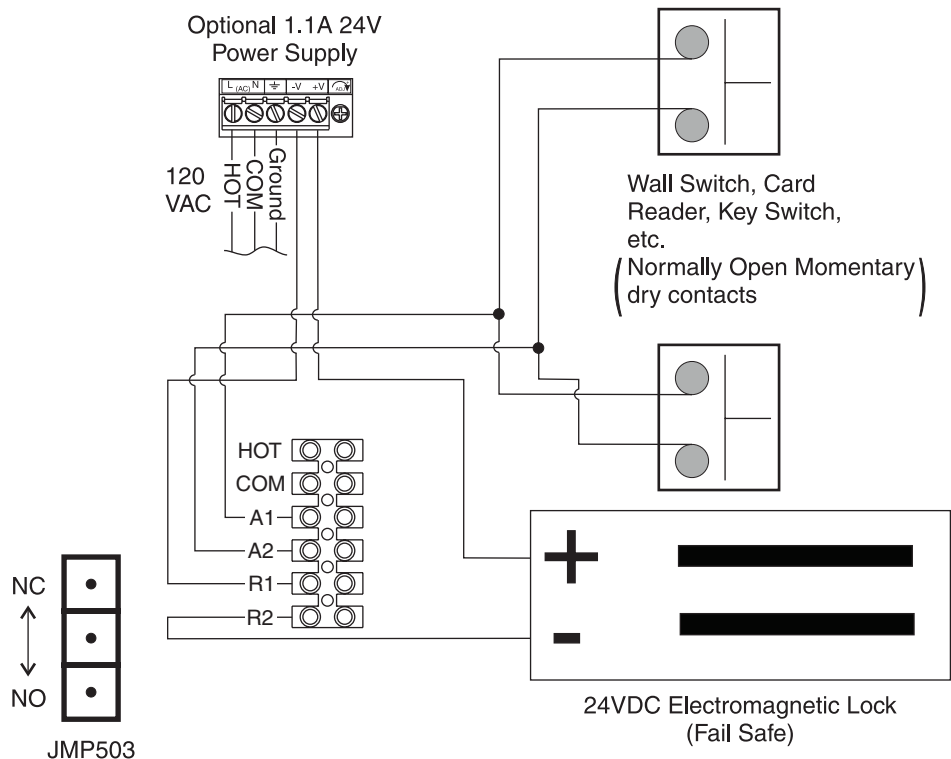 Optional 1.1A 24V
Power Supply
L (AC) N -V +V ADJ
120
VAC
HOT
COM
Ground
Wall Switch, Card
Reader, Key Switch,
etc.
(Normally Open Momentary
dry contacts)
HOT
COM
A1
A2
R1
R2
NC
NO
JMP503
+
-
24VDC Electromagnetic Lock
(Fail Safe)